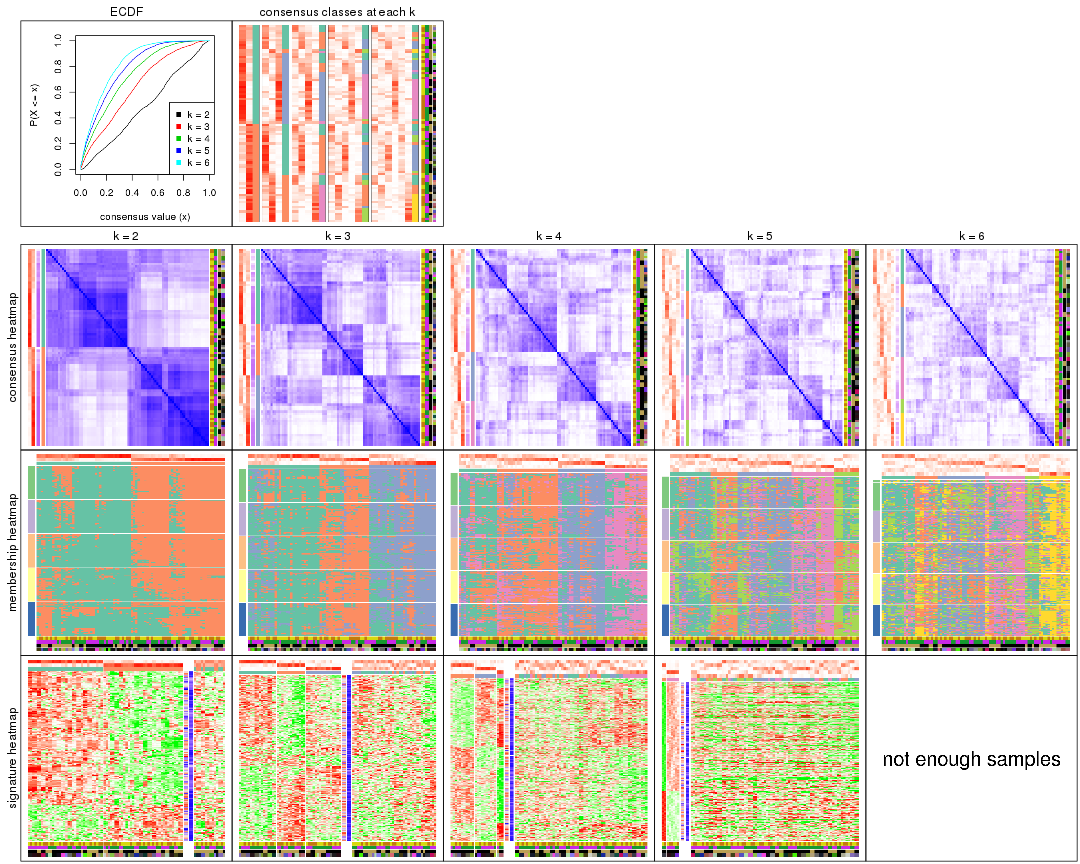 ECDF
consensus classes at each k
P(X <= x)
0.0 0.2 0.4 0.6 0.8 1.0
k = 2
k = 3
k = 4
k = 5
k = 6
0.0 0.2 0.4 0.6 0.8 1.0
consensus value (x)
k = 2
k = 3
k = 4
k = 5
k = 6
consensus heatmap
membership heatmap
signature heatmap
not enough samples